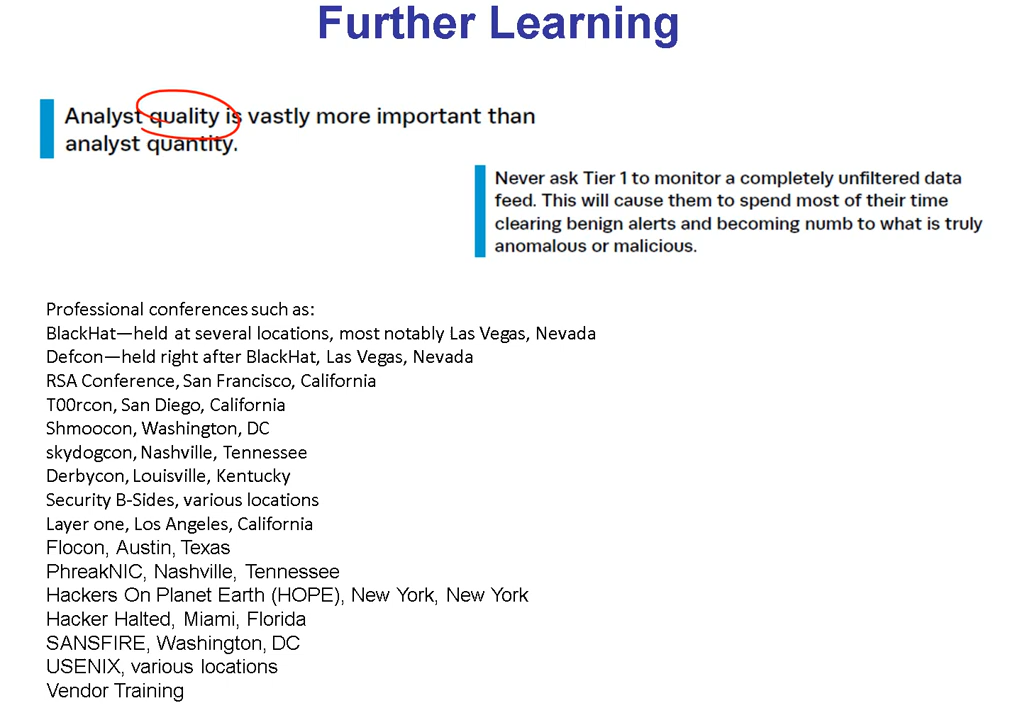 Further Learning
Analyst quality is vastly more important than
analyst quantity.
Never ask Tier 1 to monitor a completely unfiltered data
feed. This will cause them to spend most of their time
clearing benign alerts and becoming numb to what is truly
anomalous or malicious.
Professional conferences such as:
BlackHat—held at several locations, most notably Las Vegas, Nevada
Defcon—held right after BlackHat, Las Vegas, Nevada
RSA Conference, San Francisco, California
T00rcon, San Diego, California
Shmoocon, Washington, DC
skydogcon, Nashville, Tennessee
Derbycon, Louisville, Kentucky
Security B-Sides, various locations
Layer one, Los Angeles, California
Flocon, Austin, Texas
PhreakNIC, Nashville, Tennessee
Hackers On Planet Earth (HOPE), New York, New York
Hacker Halted, Miami, Florida
SANSFIRE, Washington, DC
USENIX, various locations
Vendor Training